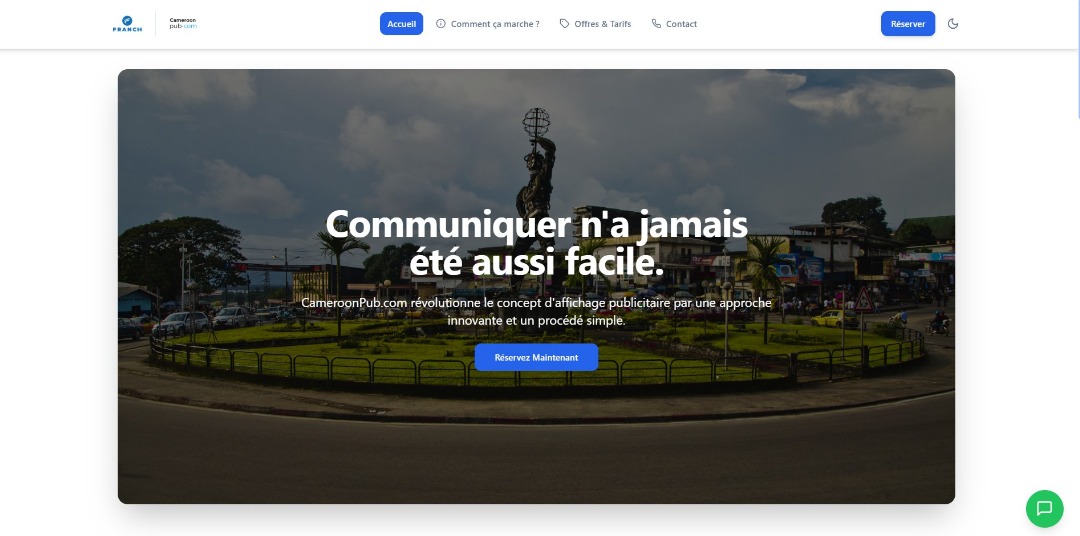 FRANCH
Cameroon
pub.com
Accueil
Comment ça marche ?
Offres & Tarifs
Contact
Réserver
Communiquer n'a jamais
été aussi facile.
CameroonPub.com révolutionne le concept d'affichage publicitaire par une approche
innovante et un procédé simple.
Réservez Maintenant